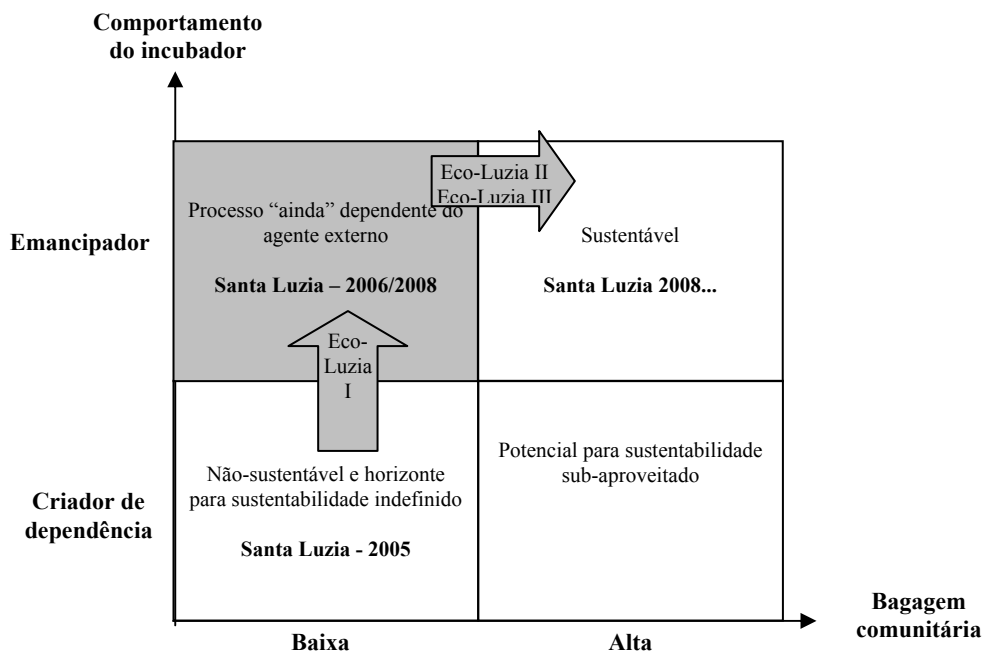 Comportamento
do incubador
Eco-Luzia II
Eco-Luzia III
Processo “ainda” dependente do
agente externo
Santa Luzia – 2006/2008
Sustentável
Santa Luzia 2008...
Emancipador
Eco-
Luzia
I
Potencial para sustentabilidade
sub-aproveitado
Não-sustentável e horizonte
para sustentabilidade indefinido
Santa Luzia - 2005
Criador de
dependência
Baixa
Alta
Bagagem
comunitária